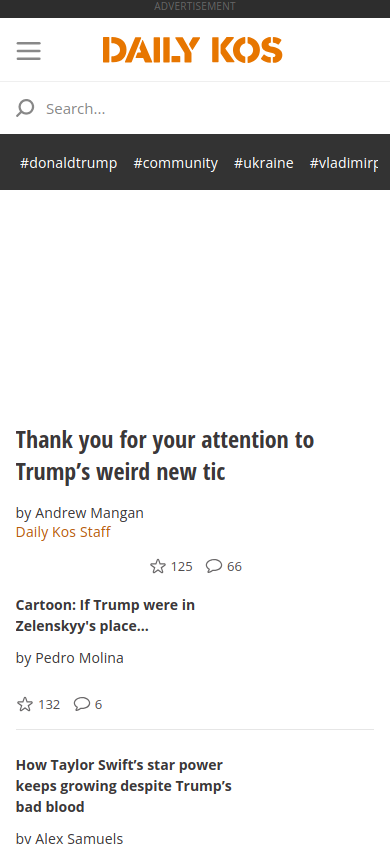 ADVERTISEMENT
DAILY KOS
Search...
#donaldtrump #community #ukraine #vladimirp
Thank you for your attention to
Trump’s weird new tic
by Andrew Mangan
Daily Kos Staff
125 66
Cartoon: If Trump were in
Zelenskyy's place...
by Pedro Molina
132 6
How Taylor Swift’s star power
keeps growing despite Trump’s
bad blood
by Alex Samuels